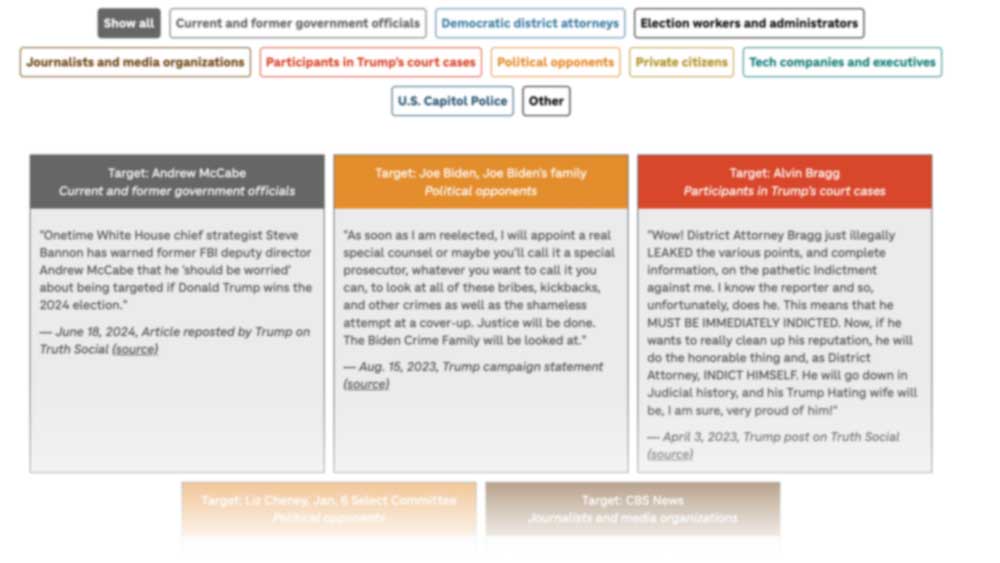 Show all
Current and former government officials
Democratic district attorneys
Election workers and administrators
Journalists and media organizations
Participants in Trump's court cases
Political opponents
Private citizens
Tech companies and executives
U.S. Capitol Police
Other
Target: Andrew McCabe
Current and former government officials
"Onetime White House chief strategist Steve
Bannon has warned former FBI deputy director
Andrew McCabe that he 'should be worried'
about being targeted if Donald Trump wins the
2024 election."
— June 18, 2024, Article reposted by Trump on
Truth Social (source)
Target: Joe Biden, Joe Biden's family
Political opponents
"As soon as I am reelected, I will appoint a real
special counsel or maybe you'll call it a special
prosecutor, whatever you want to call it you
can, to look at all of these bribes, kickbacks,
and other crimes as well as the shameless
attempt at a cover-up. Justice will be done.
The Biden Crime Family will be looked at."
— Aug. 15, 2023, Trump campaign statement
(source)
Target: Alvin Bragg
Participants in Trump's court cases
"Wow! District Attorney Bragg just illegally
LEAKED the various points, and complete
information, on the pathetic Indictment
against me. I know the reporter and so,
unfortunately, does he. This means that he
MUST BE IMMEDIATELY INDICTED. Now, if he
wants to really clean up his reputation, he will
do the honorable thing and, as District
Attorney, INDICT HIMSELF. He will go down in
Judicial history, and his Trump Hating wife will
be, I am sure, very proud of him!"
— April 3, 2023, Trump post on Truth Social
(source)
Target: Liz Cheney, Jan. 6 Select Committee
Political opponents
Target: CBS News
Journalists and media organizations